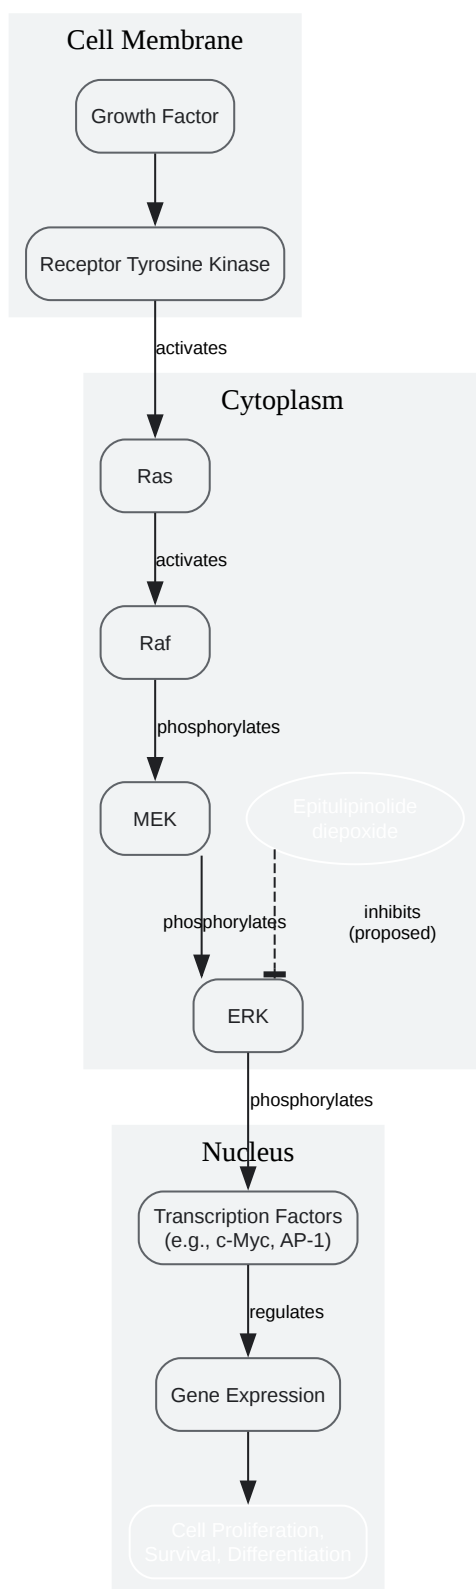 Cell Membrane
Growth Factor
Receptor Tyrosine Kinase
activates
Cytoplasm
Ras
activates
Raf
phosphorylates
MEK
Epitulipinolide
diepoxide
phosphorylates
inhibits
(proposed)
ERK
phosphorylates
Nucleus
Transcription Factors
(e.g., c-Myc, AP-1)
regulates
Gene Expression
Cell Proliferation,
Survival, Differentiation